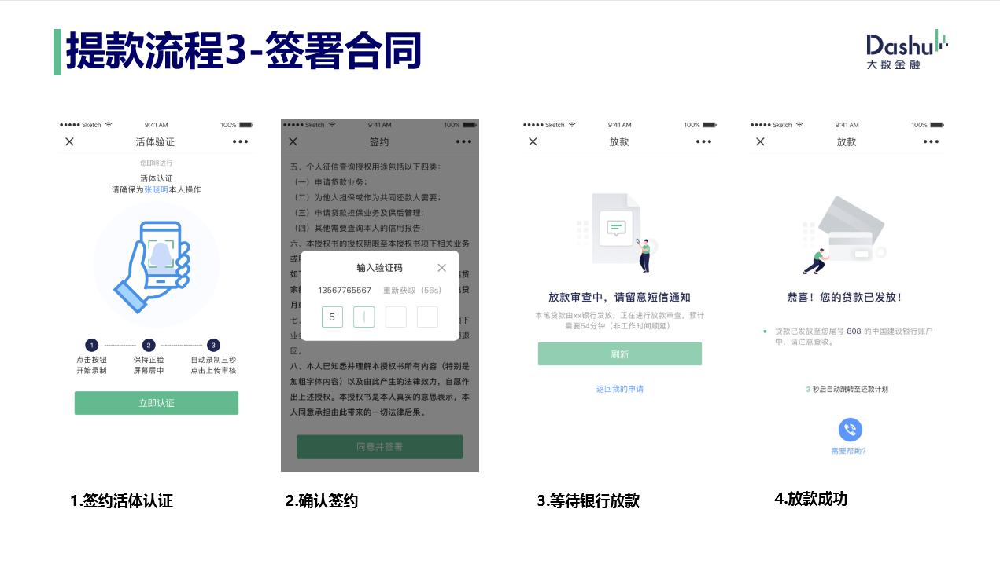 提款流程3-签署合同
Dashu
大数金融
Sketch 9:41 AM 100%
活体验证
您即将进行
活体认证
请确保为张晓明本人操作
1 2 3
点击按钮 保持正脸 自动录制三秒
开始录制 屏幕居中 点击上传审核
立即认证
1.签约活体认证
Sketch 9:41 AM 100%
签约
五、个人征信查询授权用途包括以下四类：
（一）申请贷款业务；
（二）为他人担保或作为共同还款人需要；
（三）申请贷款担保业务及保后管理；
（四）其他需要查询本人的信用报告；
六、本授权书的授权期限至本授权书项下相关业务
或
如 信贷
余 信贷
月
七、 下
业 退
回。
输入验证码
13567765567 重新获取（56s）
5
八、本人已知悉并理解本授权书所有内容（特别是
加粗字体内容）以及由此产生的法律效力，自愿作
出上述授权。本授权书是本人真实的意思表示，本
人同意承担由此带来的一切法律后果。
同意并签署
2.确认签约
Sketch 9:41 AM 100%
放款
放款审查中，请留意短信通知
本笔贷款由xx银行发放，正在进行放款审查，预计
需要54分钟（非工作时间顺延）
刷新
返回我的申请
3.等待银行放款
Sketch 9:41 AM 100%
放款
恭喜！您的贷款已发放！
贷款已发放至您尾号 808 的中国建设银行账户
中，请注意查收。
3 秒后自动跳转至还款计划
需要帮助?
4.放款成功